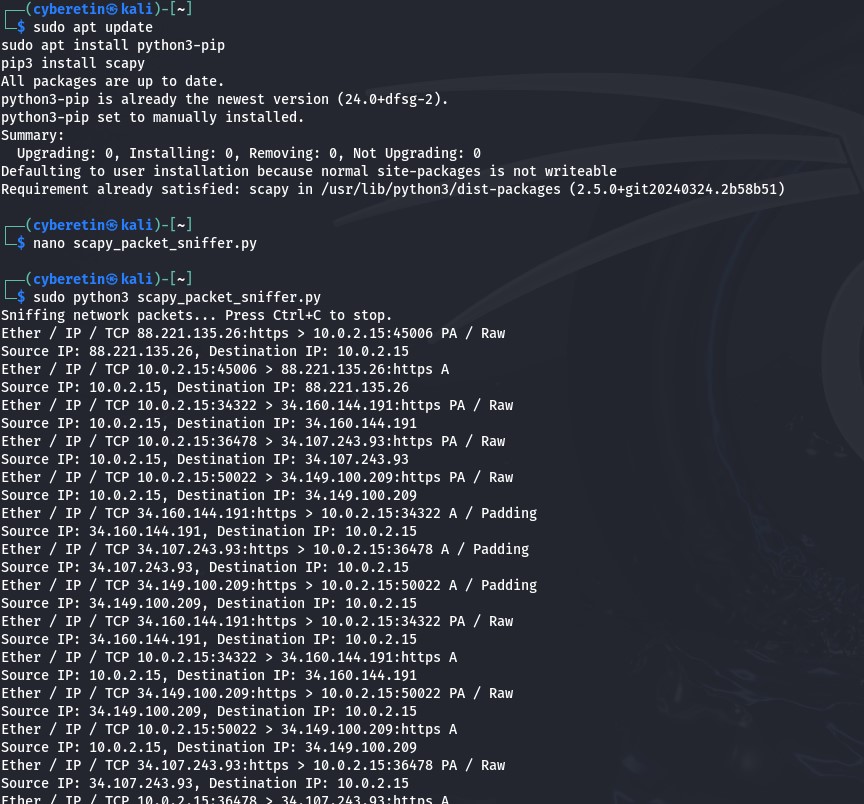 ┌──(cyberetin㉿kali)-[~]
└─$ sudo apt update
sudo apt install python3-pip
pip3 install scapy
All packages are up to date.
python3-pip is already the newest version (24.0+dfsg-2).
python3-pip set to manually installed.
Summary:
  Upgrading: 0, Installing: 0, Removing: 0, Not Upgrading: 0
Defaulting to user installation because normal site-packages is not writeable
Requirement already satisfied: scapy in /usr/lib/python3/dist-packages (2.5.0+git20240324.2b58b51)
┌──(cyberetin㉿kali)-[~]
└─$ nano scapy_packet_sniffer.py
┌──(cyberetin㉿kali)-[~]
└─$ sudo python3 scapy_packet_sniffer.py
Sniffing network packets... Press Ctrl+C to stop.
Ether / IP / TCP 88.221.135.26:https > 10.0.2.15:45006 PA / Raw
Source IP: 88.221.135.26, Destination IP: 10.0.2.15
Ether / IP / TCP 10.0.2.15:45006 > 88.221.135.26:https A
Source IP: 10.0.2.15, Destination IP: 88.221.135.26
Ether / IP / TCP 10.0.2.15:34322 > 34.160.144.191:https PA / Raw
Source IP: 10.0.2.15, Destination IP: 34.160.144.191
Ether / IP / TCP 10.0.2.15:36478 > 34.107.243.93:https PA / Raw
Source IP: 10.0.2.15, Destination IP: 34.107.243.93
Ether / IP / TCP 10.0.2.15:50022 > 34.149.100.209:https PA / Raw
Source IP: 10.0.2.15, Destination IP: 34.149.100.209
Ether / IP / TCP 34.160.144.191:https > 10.0.2.15:34322 A / Padding
Source IP: 34.160.144.191, Destination IP: 10.0.2.15
Ether / IP / TCP 34.107.243.93:https > 10.0.2.15:36478 A / Padding
Source IP: 34.107.243.93, Destination IP: 10.0.2.15
Ether / IP / TCP 34.149.100.209:https > 10.0.2.15:50022 A / Padding
Source IP: 34.149.100.209, Destination IP: 10.0.2.15
Ether / IP / TCP 34.160.144.191:https > 10.0.2.15:34322 PA / Raw
Source IP: 34.160.144.191, Destination IP: 10.0.2.15
Ether / IP / TCP 10.0.2.15:34322 > 34.160.144.191:https A
Source IP: 10.0.2.15, Destination IP: 34.160.144.191
Ether / IP / TCP 34.149.100.209:https > 10.0.2.15:50022 PA / Raw
Source IP: 34.149.100.209, Destination IP: 10.0.2.15
Ether / IP / TCP 10.0.2.15:50022 > 34.149.100.209:https A
Source IP: 10.0.2.15, Destination IP: 34.149.100.209
Ether / IP / TCP 34.107.243.93:https > 10.0.2.15:36478 PA / Raw
Source IP: 34.107.243.93, Destination IP: 10.0.2.15
Ether / IP / TCP 10.0.2.15:36478 > 34.107.243.93:https A